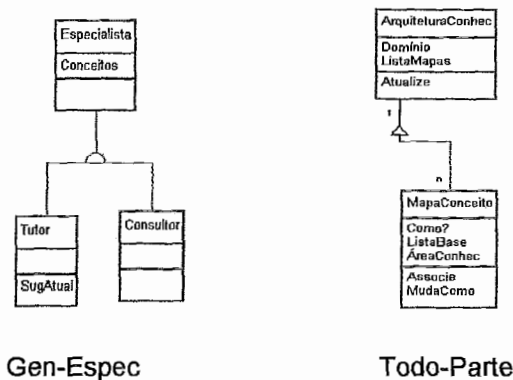 Especialista
Conceitos
Tutor
SugAtual
Consultor
Gen-Espec
ArquiteturaConhec
Domínio
ListaMapas
Atualize
1
n
MapaConceito
Como?
ListaBase
ÁreaConhec
Associe
MudaComo
Todo-Parte